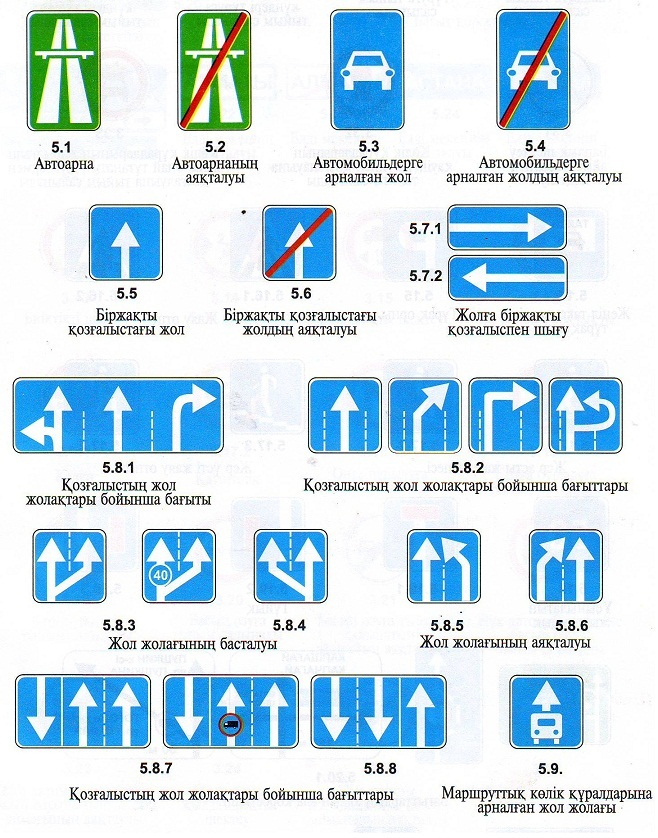 5.1
Автоарна
5.2
Автоарнаның
аяқталуы
5.3
Автомобильдерге
арналған жол
5.4
Автомобильдерге
арналған жолдың аяқталуы
5.5
Біржақты
қозғалыстағы жол
5.6
Біржақты қозғалыстағы
жолдың аяқталуы
5.7.1
5.7.2
Жолға біржақты
қозғалыспен шығу
5.8.1
Қозғалыстың жол
жолақтары бойынша бағыты
5.8.2
Қозғалыстың жол жолақтары бойынша бағыттары
40
5.8.3
5.8.4
Жол жолағының басталуы
5.8.5
5.8.6
Жол жолағының аяқталуы
5.8.7
5.8.8
Қозғалыстың жол жолақтары бойынша бағыттары
5.9.
Маршруттық көлік құралдарына
арналған жол жолағы